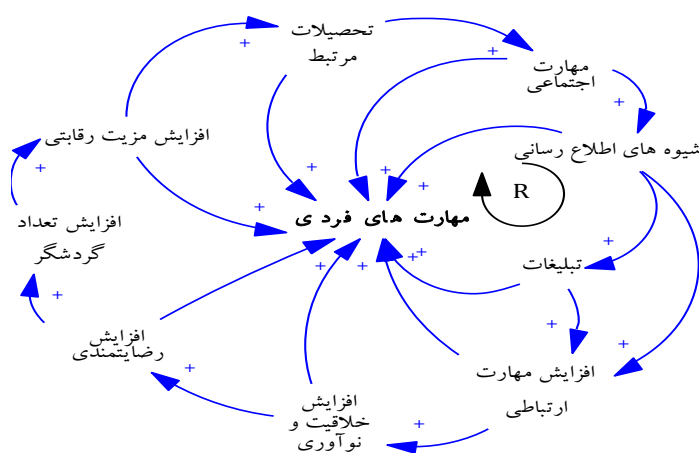 تحصیلات
مرتبط
+
+
مهارت
اجتماعی
+
افزایش مزیت رقابتی
شیوه های اطلاع رسانی
+
+
+
+
R
+
+
مهارت های فرد ی
افزایش تعداد
گردشگر
+
+
+
+
+
تبلیغات
+
+
+
افزایش
رضایتمندی
+
افزایش مهارت
ارتباطی
+
افزایش
خلاقیت و
نوآوری